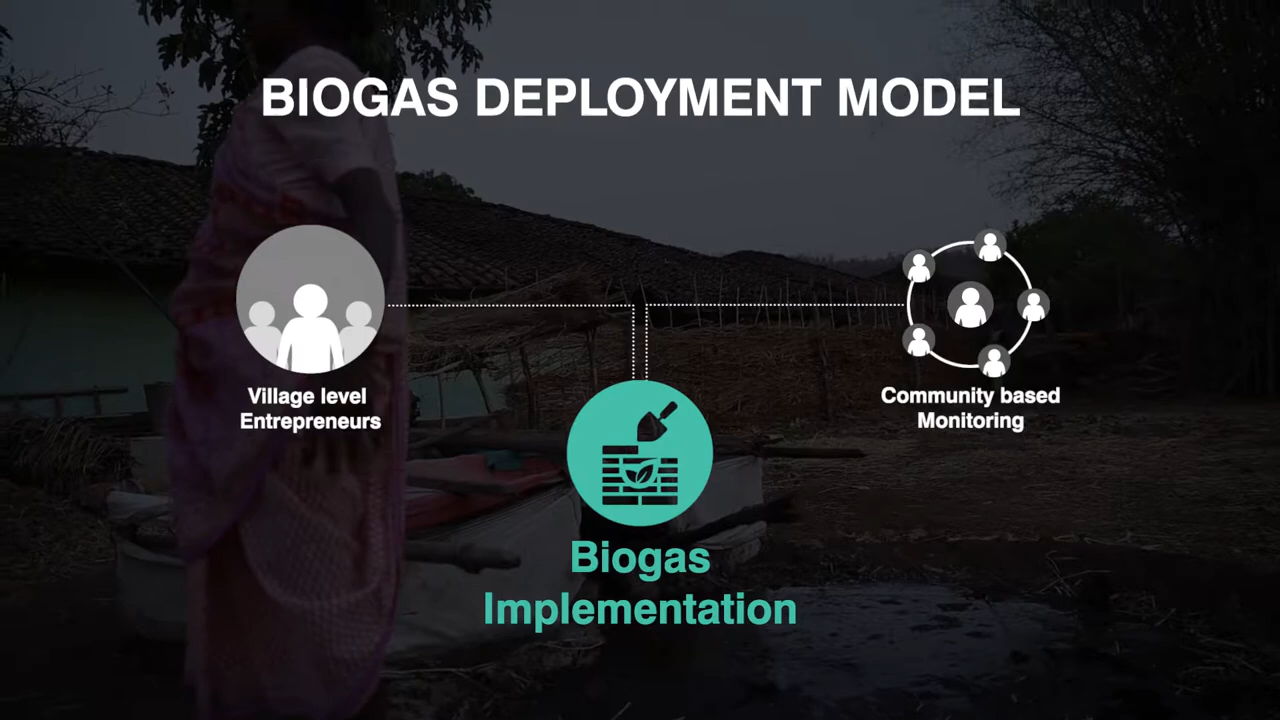 BIOGAS DEPLOYMENT MODEL
Village level
Entrepreneurs
Community based
Monitoring
Biogas
Implementation